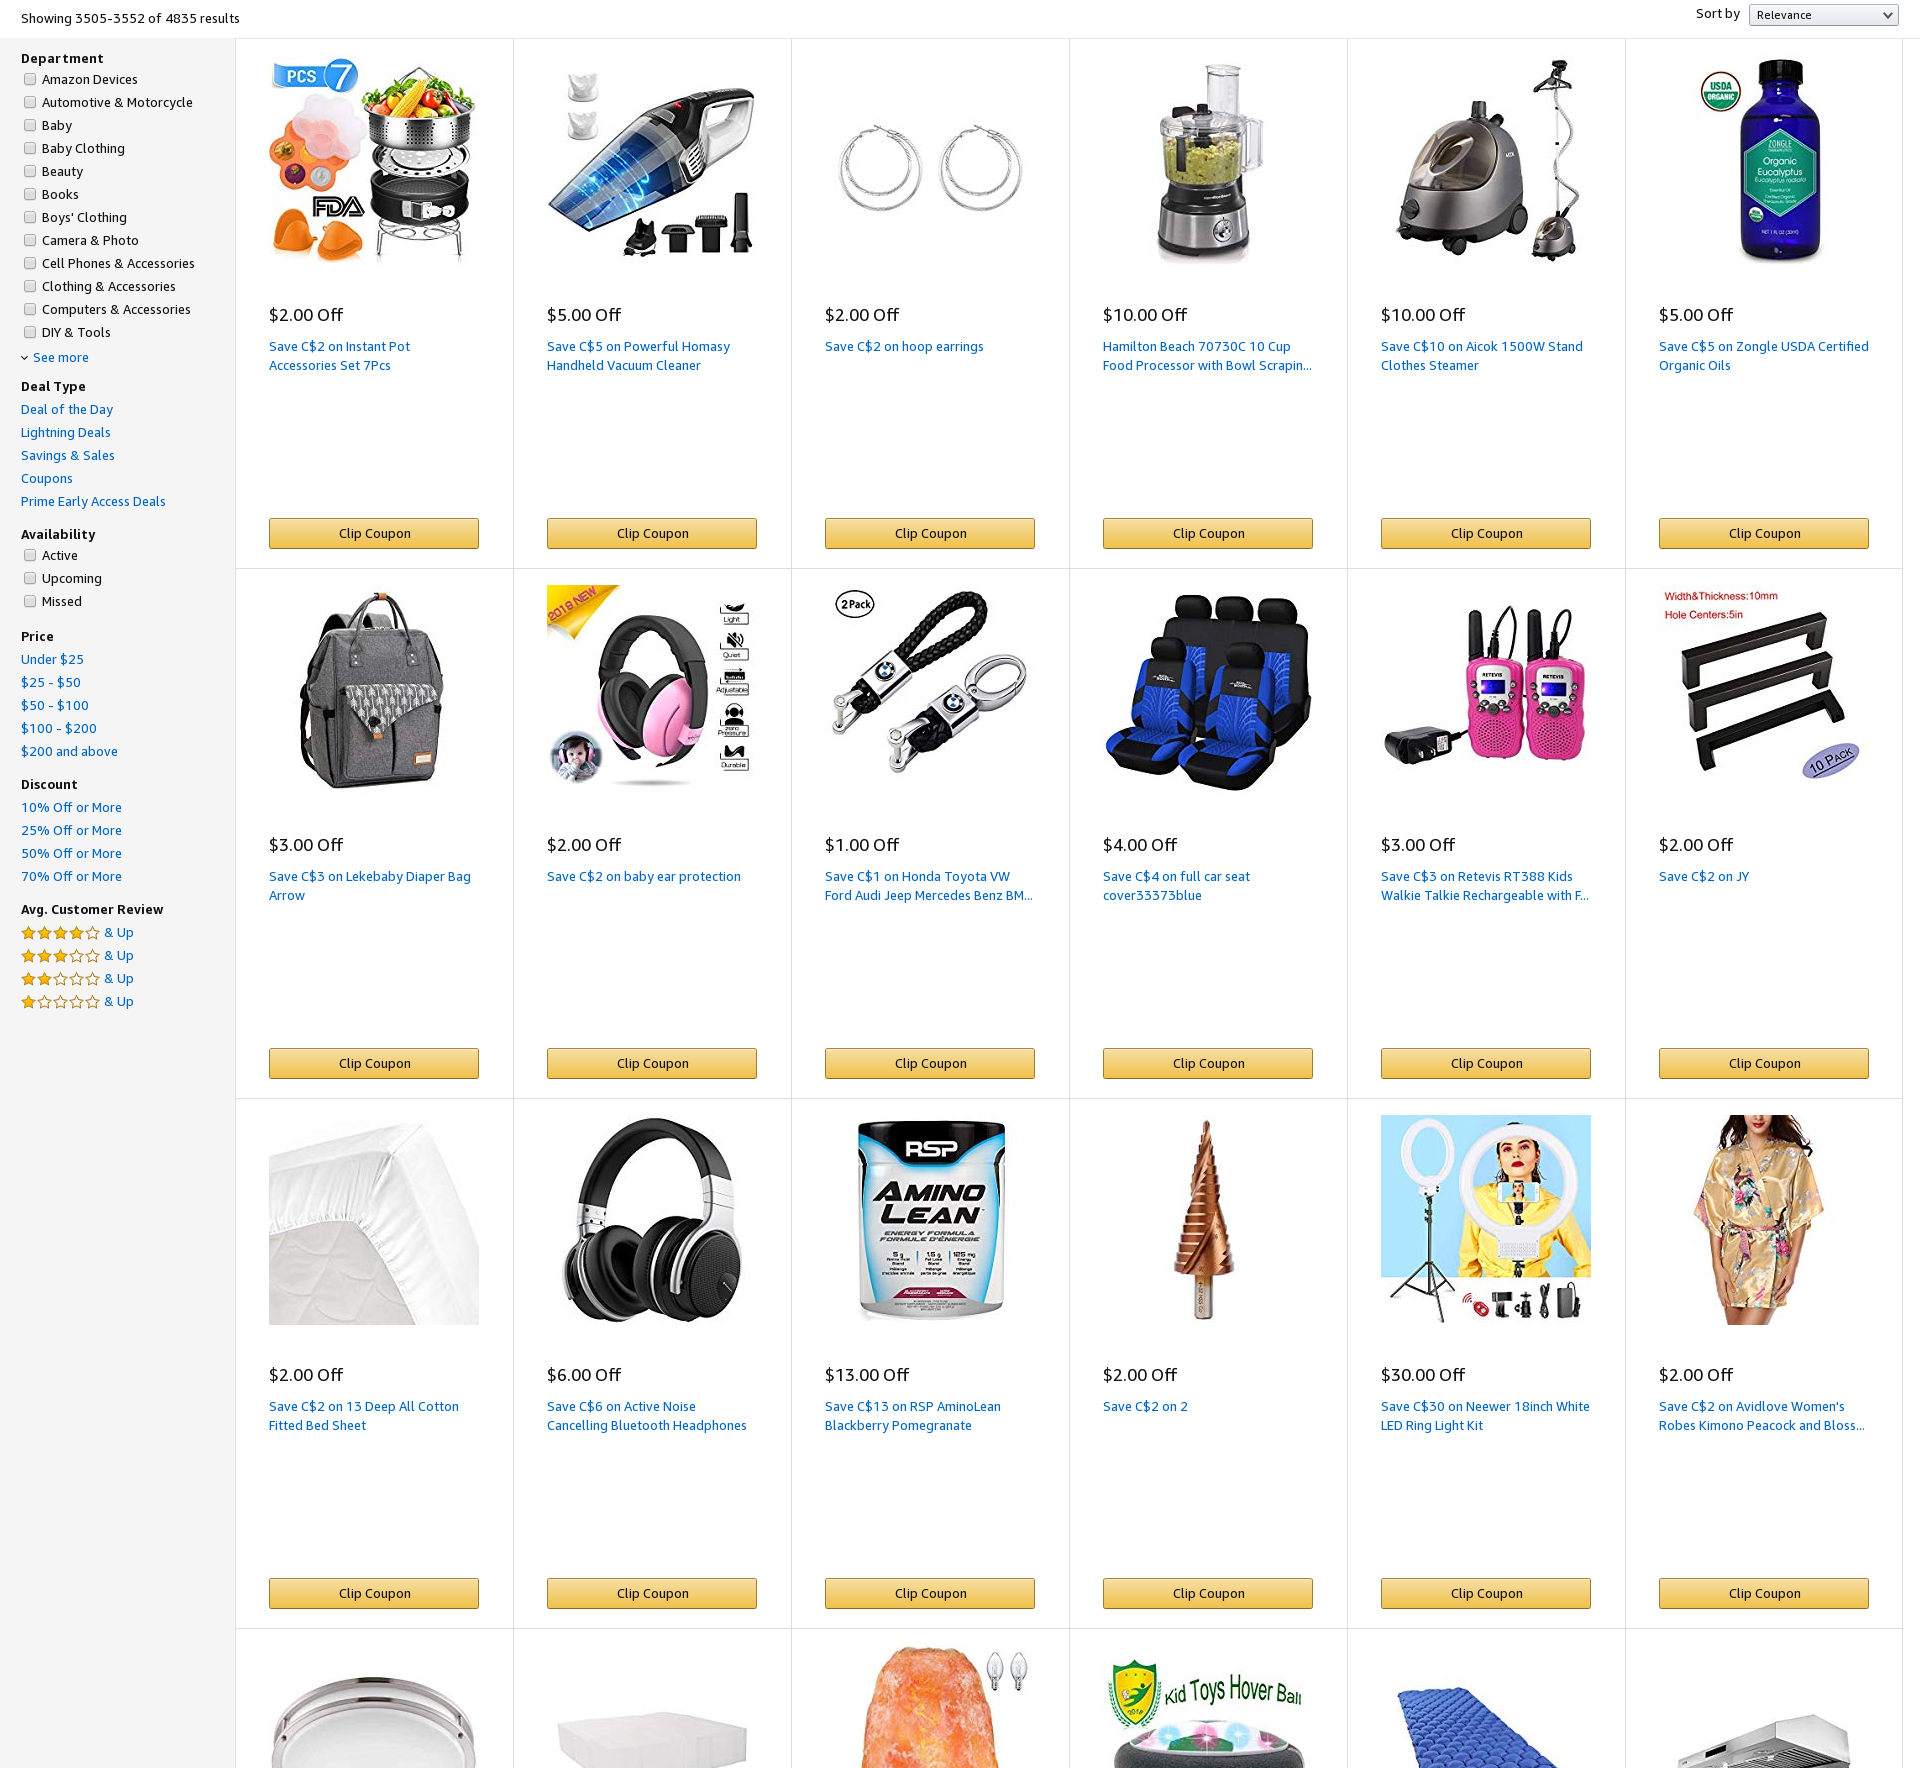 Showing 3505-3552 of 4835 results
Sort by
Relevance
Department
Amazon Devices
Automotive & Motorcycle
Baby
Baby Clothing
Beauty
Books
Boys' Clothing
Camera & Photo
Cell Phones & Accessories
Clothing & Accessories
Computers & Accessories
DIY & Tools
See more
Deal Type
Deal of the Day
Lightning Deals
Savings & Sales
Coupons
Prime Early Access Deals
Availability
Active
Upcoming
Missed
Price
Under $25
$25 - $50
$50 - $100
$100 - $200
$200 and above
Discount
10% Off or More
25% Off or More
50% Off or More
70% Off or More
Avg. Customer Review
& Up
& Up
& Up
& Up
PCS 7
FDA
$2.00 Off
Save C$2 on Instant Pot
Accessories Set 7Pcs
Clip Coupon
$5.00 Off
Save C$5 on Powerful Homasy
Handheld Vacuum Cleaner
Clip Coupon
$2.00 Off
Save C$2 on hoop earrings
Clip Coupon
$10.00 Off
Hamilton Beach 70730C 10 Cup
Food Processor with Bowl Scrapin...
Clip Coupon
$10.00 Off
Save C$10 on Aicok 1500W Stand
Clothes Steamer
Clip Coupon
USDA
ORGANIC
ZONGLE
Organic
Eucalyptus
Eucalyptus radiata
$5.00 Off
Save C$5 on Zongle USDA Certified
Organic Oils
Clip Coupon
$3.00 Off
Save C$3 on Lekebaby Diaper Bag
Arrow
Clip Coupon
2019 NEW
Light
Quiet
Adjustable
Zero
Pressure
Durable
$2.00 Off
Save C$2 on baby ear protection
Clip Coupon
2 Pack
$1.00 Off
Save C$1 on Honda Toyota VW
Ford Audi Jeep Mercedes Benz BM...
Clip Coupon
$4.00 Off
Save C$4 on full car seat
cover33373blue
Clip Coupon
RETEVIS
RETEVIS
$3.00 Off
Save C$3 on Retevis RT388 Kids
Walkie Talkie Rechargeable with F...
Clip Coupon
Width&Thickness:10mm
Hole Centers:5in
10 PACK
$2.00 Off
Save C$2 on JY
Clip Coupon
$2.00 Off
Save C$2 on 13 Deep All Cotton
Fitted Bed Sheet
Clip Coupon
$6.00 Off
Save C$6 on Active Noise
Cancelling Bluetooth Headphones
Clip Coupon
RSP
AMINO
LEAN
ENERGY FORMULA
FORMULE D'ÉNERGIE
5 g
1.5 g
125 mg
$13.00 Off
Save C$13 on RSP AminoLean
Blackberry Pomegranate
Clip Coupon
$2.00 Off
Save C$2 on 2
Clip Coupon
$30.00 Off
Save C$30 on Neewer 18inch White
LED Ring Light Kit
Clip Coupon
$2.00 Off
Save C$2 on Avidlove Women's
Robes Kimono Peacock and Bloss...
Clip Coupon
Kid Toys Hover Ball
2018